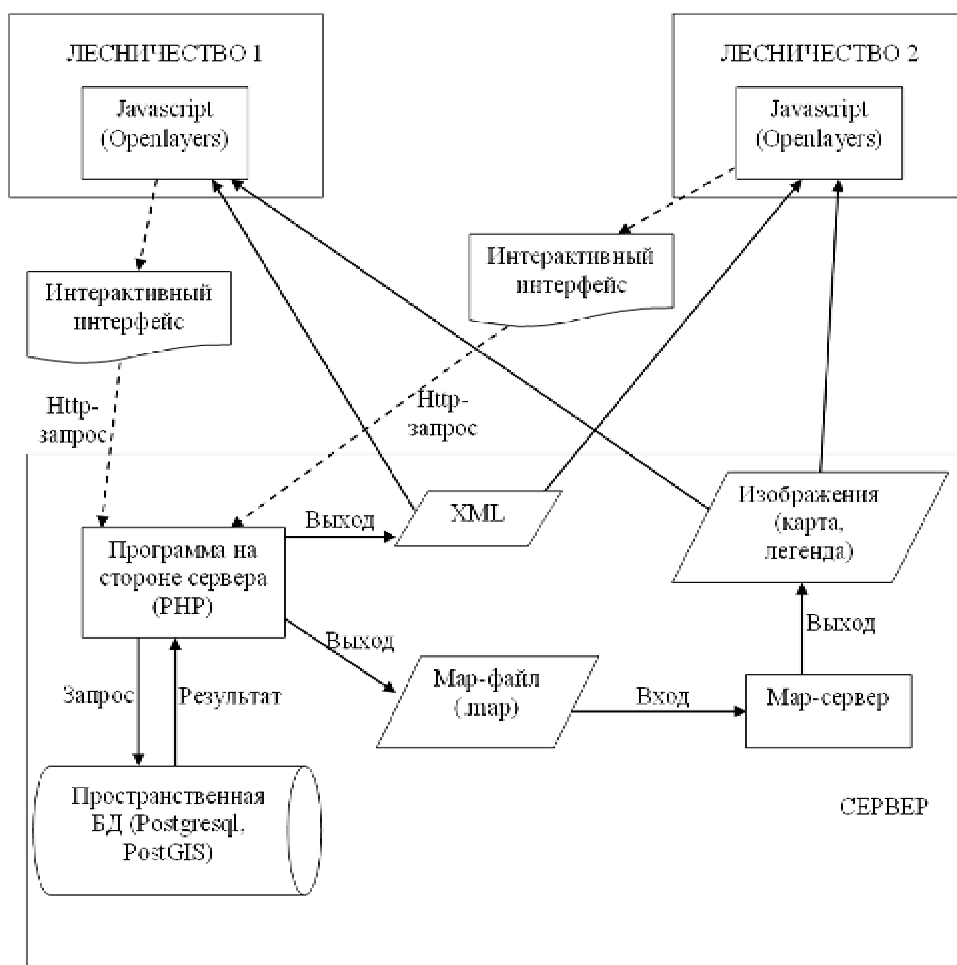 ЛЕСНИЧЕСТВО 1
Javascript
(Openlayers)
ЛЕСНИЧЕСТВО 2
Javascript
(Openlayers)
Интерактивный
интерфейс
Интерактивный
интерфейс
Http-
запрос
Http-
запрос
Программа на
стороне сервера
(PHP)
Выход
XML
Изображения
(карта,
легенда)
Выход
Выход
Запрос
Результат
Мар-файл
(.map)
Вход
Мар-сервер
Пространственная
БД (Postgresql,
PostGIS)
СЕРВЕР